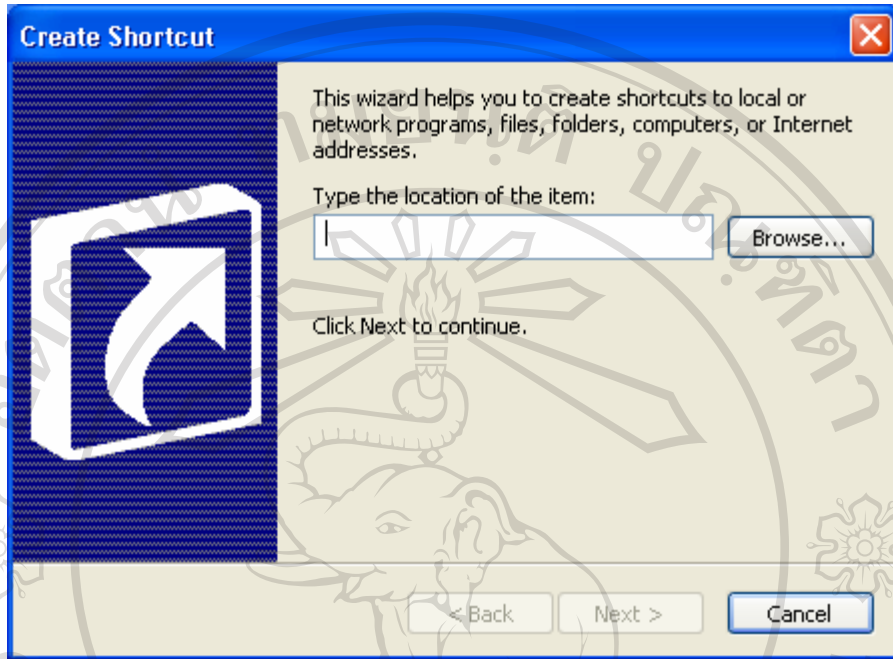 Create Shortcut
This wizard helps you to create shortcuts to local or
network programs, files, folders, computers, or Internet
addresses.
Type the location of the item:
Browse...
Click Next to continue.
< Back
Next >
Cancel